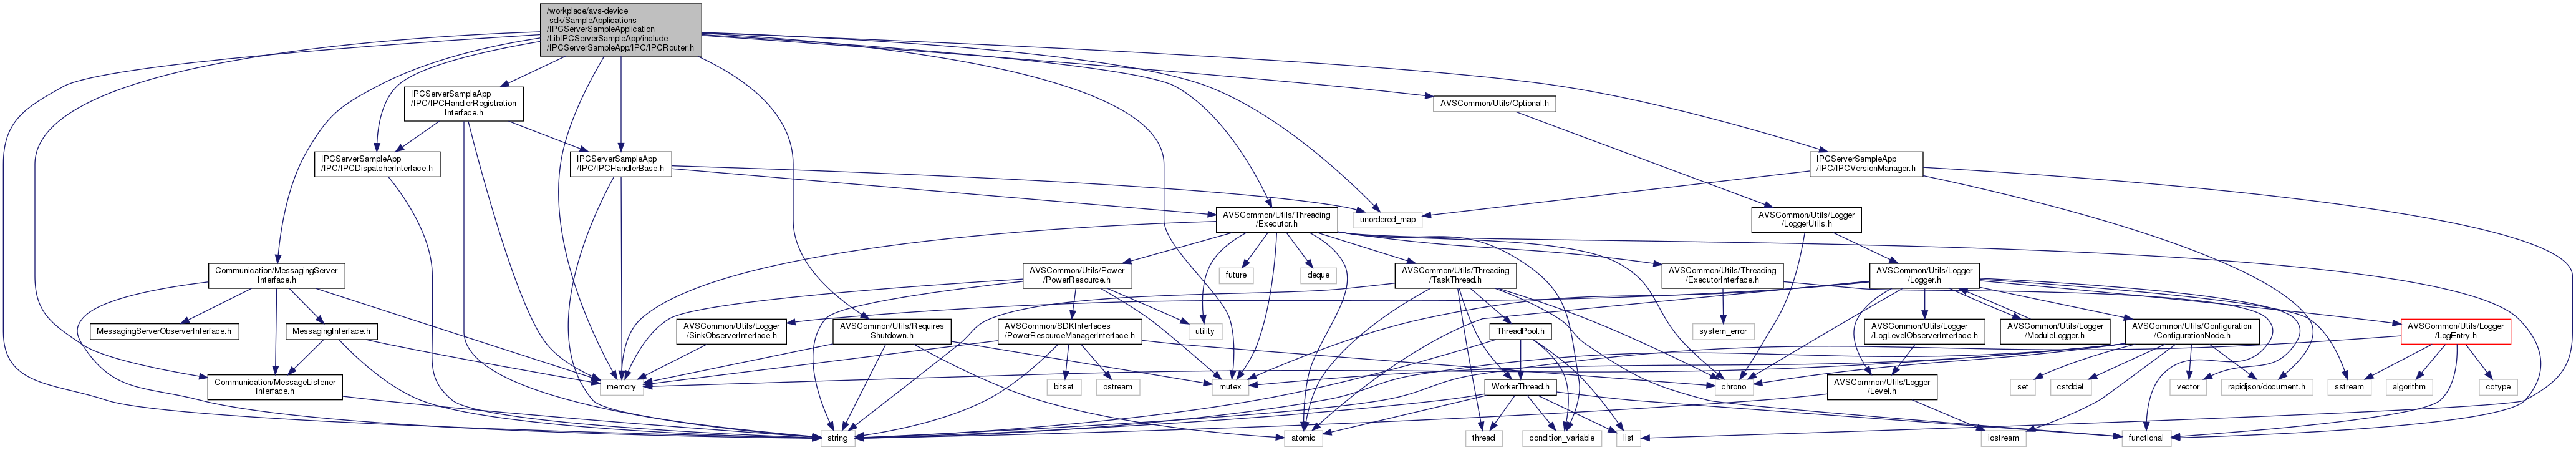 /workplace/avs-device
-sdk/SampleApplications
/IPCServerSampleApplication
/LibIPCServerSampleApp/include
/IPCServerSampleApp/IPC/IPCRouter.h
IPCServerSampleApp
/IPC/IPCHandlerRegistration
Interface.h
AVSCommon/Utils/Optional.h
IPCServerSampleApp
/IPC/IPCDispatcherInterface.h
IPCServerSampleApp
/IPC/IPCHandlerBase.h
IPCServerSampleApp
/IPC/IPCVersionManager.h
AVSCommon/Utils/Threading
/Executor.h
unordered_map
AVSCommon/Utils/Logger
/LoggerUtils.h
Communication/MessagingServer
Interface.h
AVSCommon/Utils/Power
/PowerResource.h
future
deque
AVSCommon/Utils/Threading
/TaskThread.h
AVSCommon/Utils/Threading
/ExecutorInterface.h
AVSCommon/Utils/Logger
/Logger.h
MessagingServerObserverInterface.h
MessagingInterface.h
AVSCommon/Utils/Logger
/SinkObserverInterface.h
AVSCommon/Utils/Requires
Shutdown.h
AVSCommon/SDKInterfaces
/PowerResourceManagerInterface.h
utility
ThreadPool.h
system_error
AVSCommon/Utils/Logger
/LogLevelObserverInterface.h
AVSCommon/Utils/Logger
/ModuleLogger.h
AVSCommon/Utils/Configuration
/ConfigurationNode.h
AVSCommon/Utils/Logger
/LogEntry.h
Communication/MessageListener
Interface.h
memory
bitset
ostream
mutex
WorkerThread.h
chrono
AVSCommon/Utils/Logger
/Level.h
set
cstddef
vector
rapidjson/document.h
sstream
algorithm
cctype
string
atomic
thread
condition_variable
list
iostream
functional